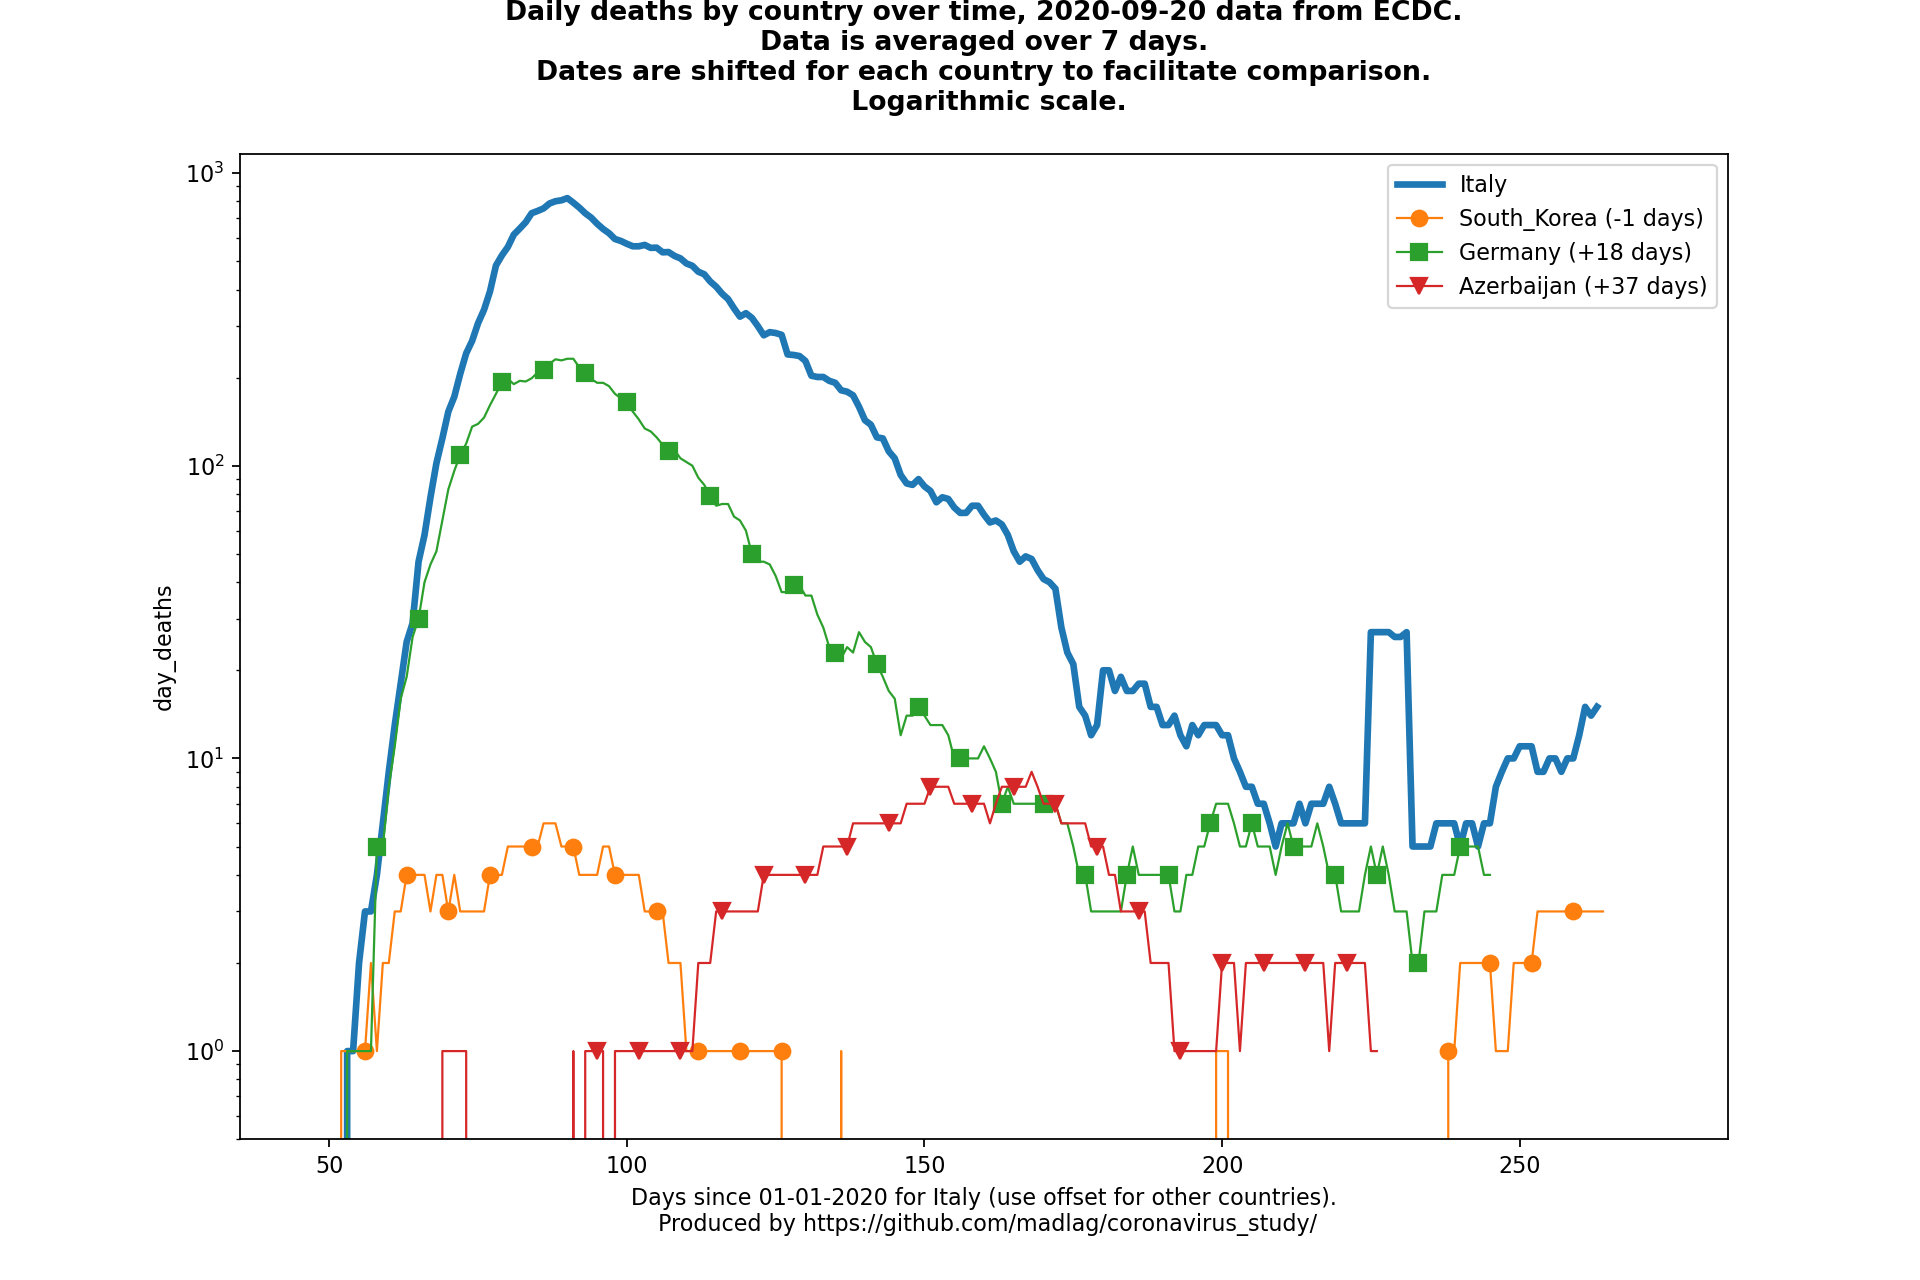 Daily deaths by country over time, 2020-09-20 data from ECDC.
Data is averaged over 7 days.
Dates are shifted for each country to facilitate comparison.
Logarithmic scale.
10³
10²
10¹
10⁰
day_deaths
Italy
South_Korea (-1 days)
Germany (+18 days)
Azerbaijan (+37 days)
50 100 150 200 250
Days since 01-01-2020 for Italy (use offset for other countries).
Produced by https://github.com/madlag/coronavirus_study/